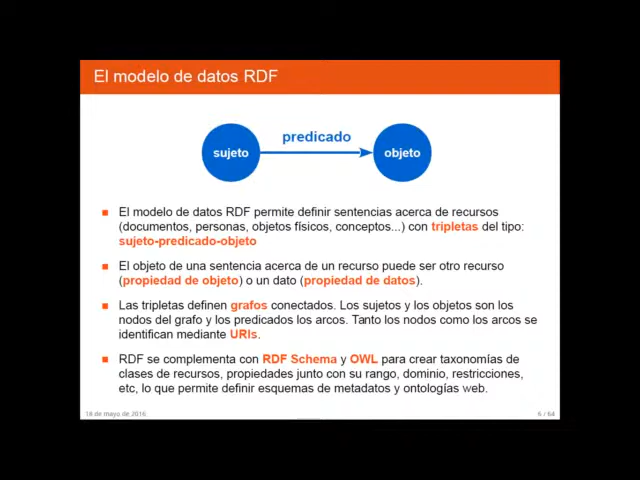 El modelo de datos RDF
predicado
sujeto
objeto
El modelo de datos RDF permite definir sentencias acerca de recursos
(documentos, personas, objetos físicos, conceptos...) con tripletas del tipo:
sujeto-predicado-objeto
El objeto de una sentencia acerca de un recurso puede ser otro recurso
(propiedad de objeto) o un dato (propiedad de datos).
Las tripletas definen grafos conectados. Los sujetos y los objetos son los
nodos del grafo y los predicados los arcos. Tanto los nodos como los arcos se
identifican mediante URIs.
RDF se complementa con RDF Schema y OWL para crear taxonomías de
clases de recursos, propiedades junto con su rango, dominio, restricciones,
etc, lo que permite definir esquemas de metadatos y ontologías web.
18 de mayo de 2016
6 / 64